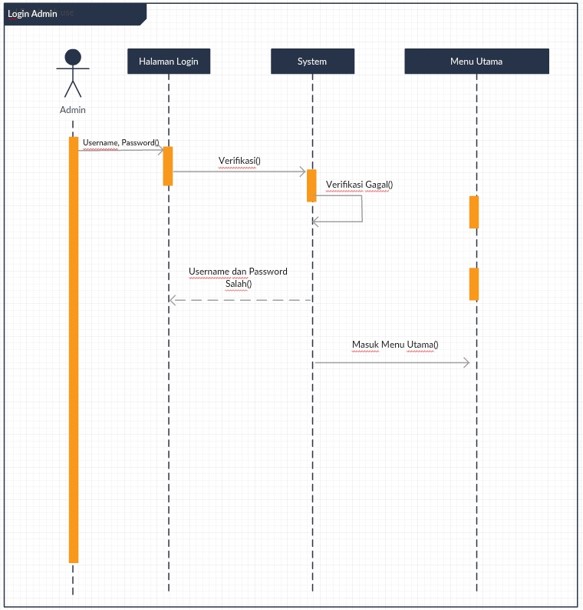 Login Admin
Halaman Login
System
Menu Utama
Admin
Username, Password()
Verifikasi()
Verifikasi Gagal()
Username dan Password
Salah()
Masuk Menu Utama()